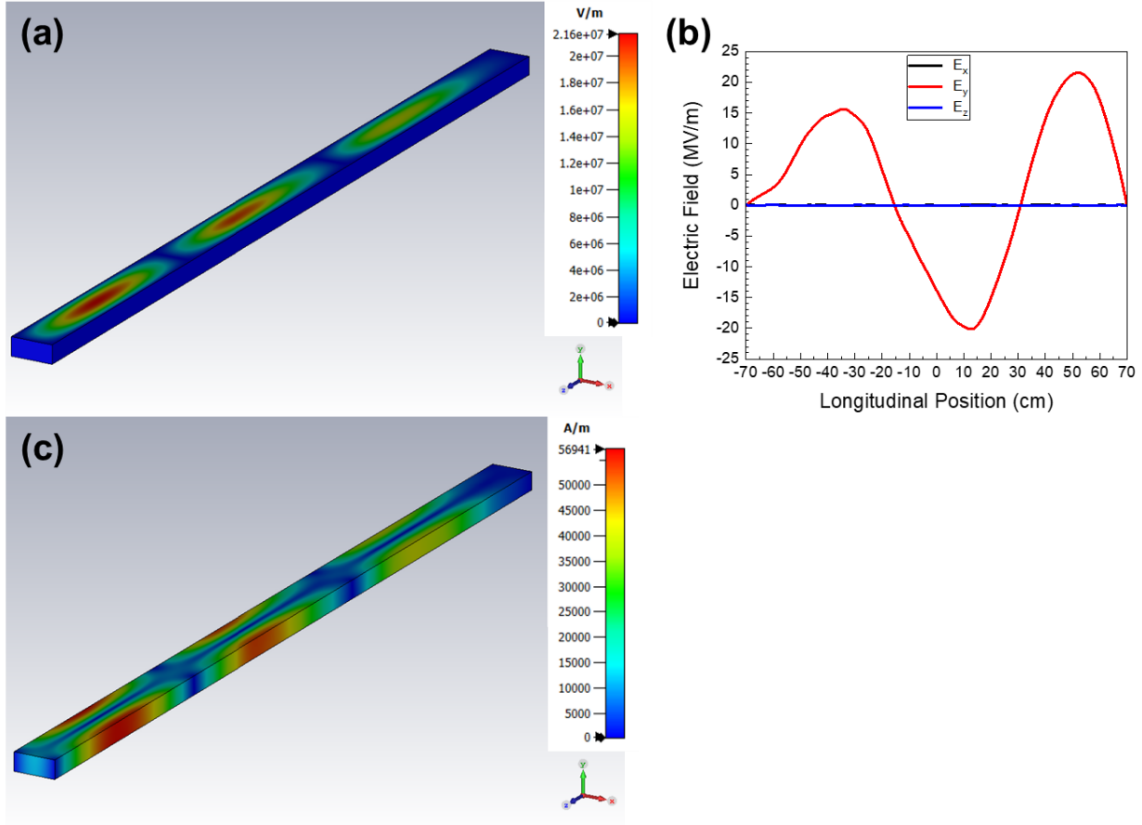 (a)
V/m
2.16e+07
2e+07
1.8e+07
1.6e+07
1.4e+07
1.2e+07
1e+07
8e+06
6e+06
4e+06
2e+06
0
y
z
x
(b)
25
20
15
10
5
0
-5
-10
-15
-20
-25
E_x
E_y
E_z
Electric Field (MV/m)
-70 -60 -50 -40 -30 -20 -10 0 10 20 30 40 50 60 70
Longitudinal Position (cm)
(c)
A/m
56941
50000
45000
40000
35000
30000
25000
20000
15000
10000
5000
0
y
z
x